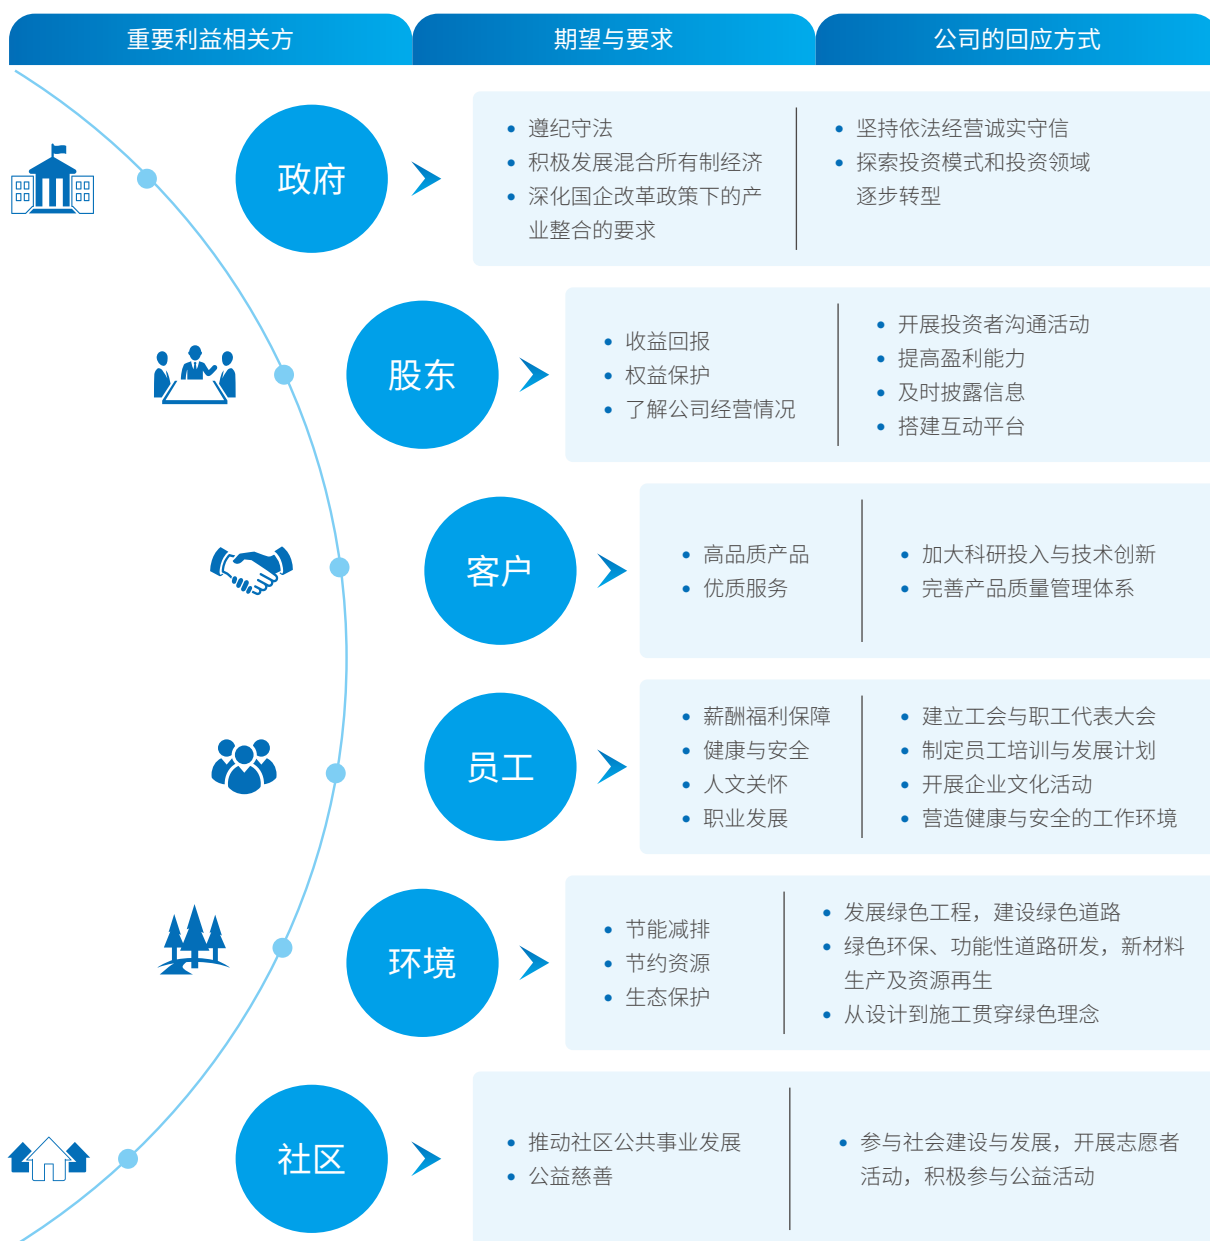 重要利益相关方
期望与要求
公司的回应方式
政府
遵纪守法
积极发展混合所有制经济
深化国企改革政策下的产
业整合的要求
坚持依法经营诚实守信
探索投资模式和投资领域
逐步转型
股东
收益回报
权益保护
了解公司经营情况
开展投资者沟通活动
提高盈利能力
及时披露信息
搭建互动平台
客户
高品质产品
优质服务
加大科研投入与技术创新
完善产品质量管理体系
员工
薪酬福利保障
健康与安全
人文关怀
职业发展
建立工会与职工代表大会
制定员工培训与发展计划
开展企业文化活动
营造健康与安全的工作环境
环境
节能减排
节约资源
生态保护
发展绿色工程，建设绿色道路
绿色环保、功能性道路研发，新材料
生产及资源再生
从设计到施工贯穿绿色理念
社区
推动社区公共事业发展
公益慈善
参与社会建设与发展，开展志愿者
活动，积极参与公益活动